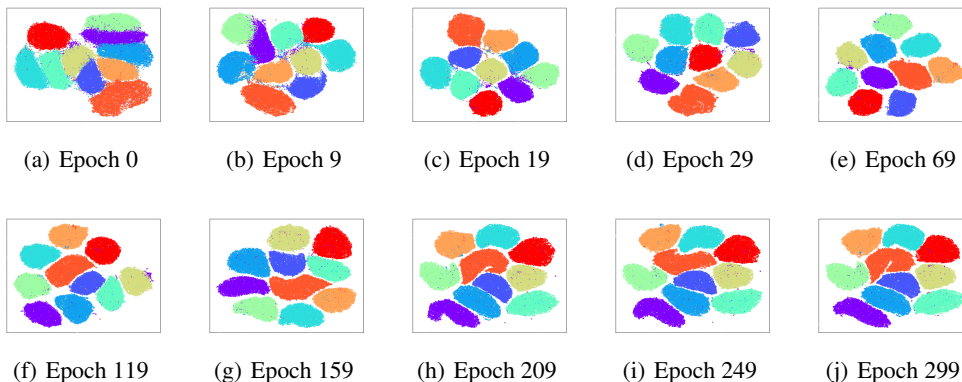 (a) Epoch 0
(b) Epoch 9
(c) Epoch 19
(d) Epoch 29
(e) Epoch 69
(f) Epoch 119
(g) Epoch 159
(h) Epoch 209
(i) Epoch 249
(j) Epoch 299